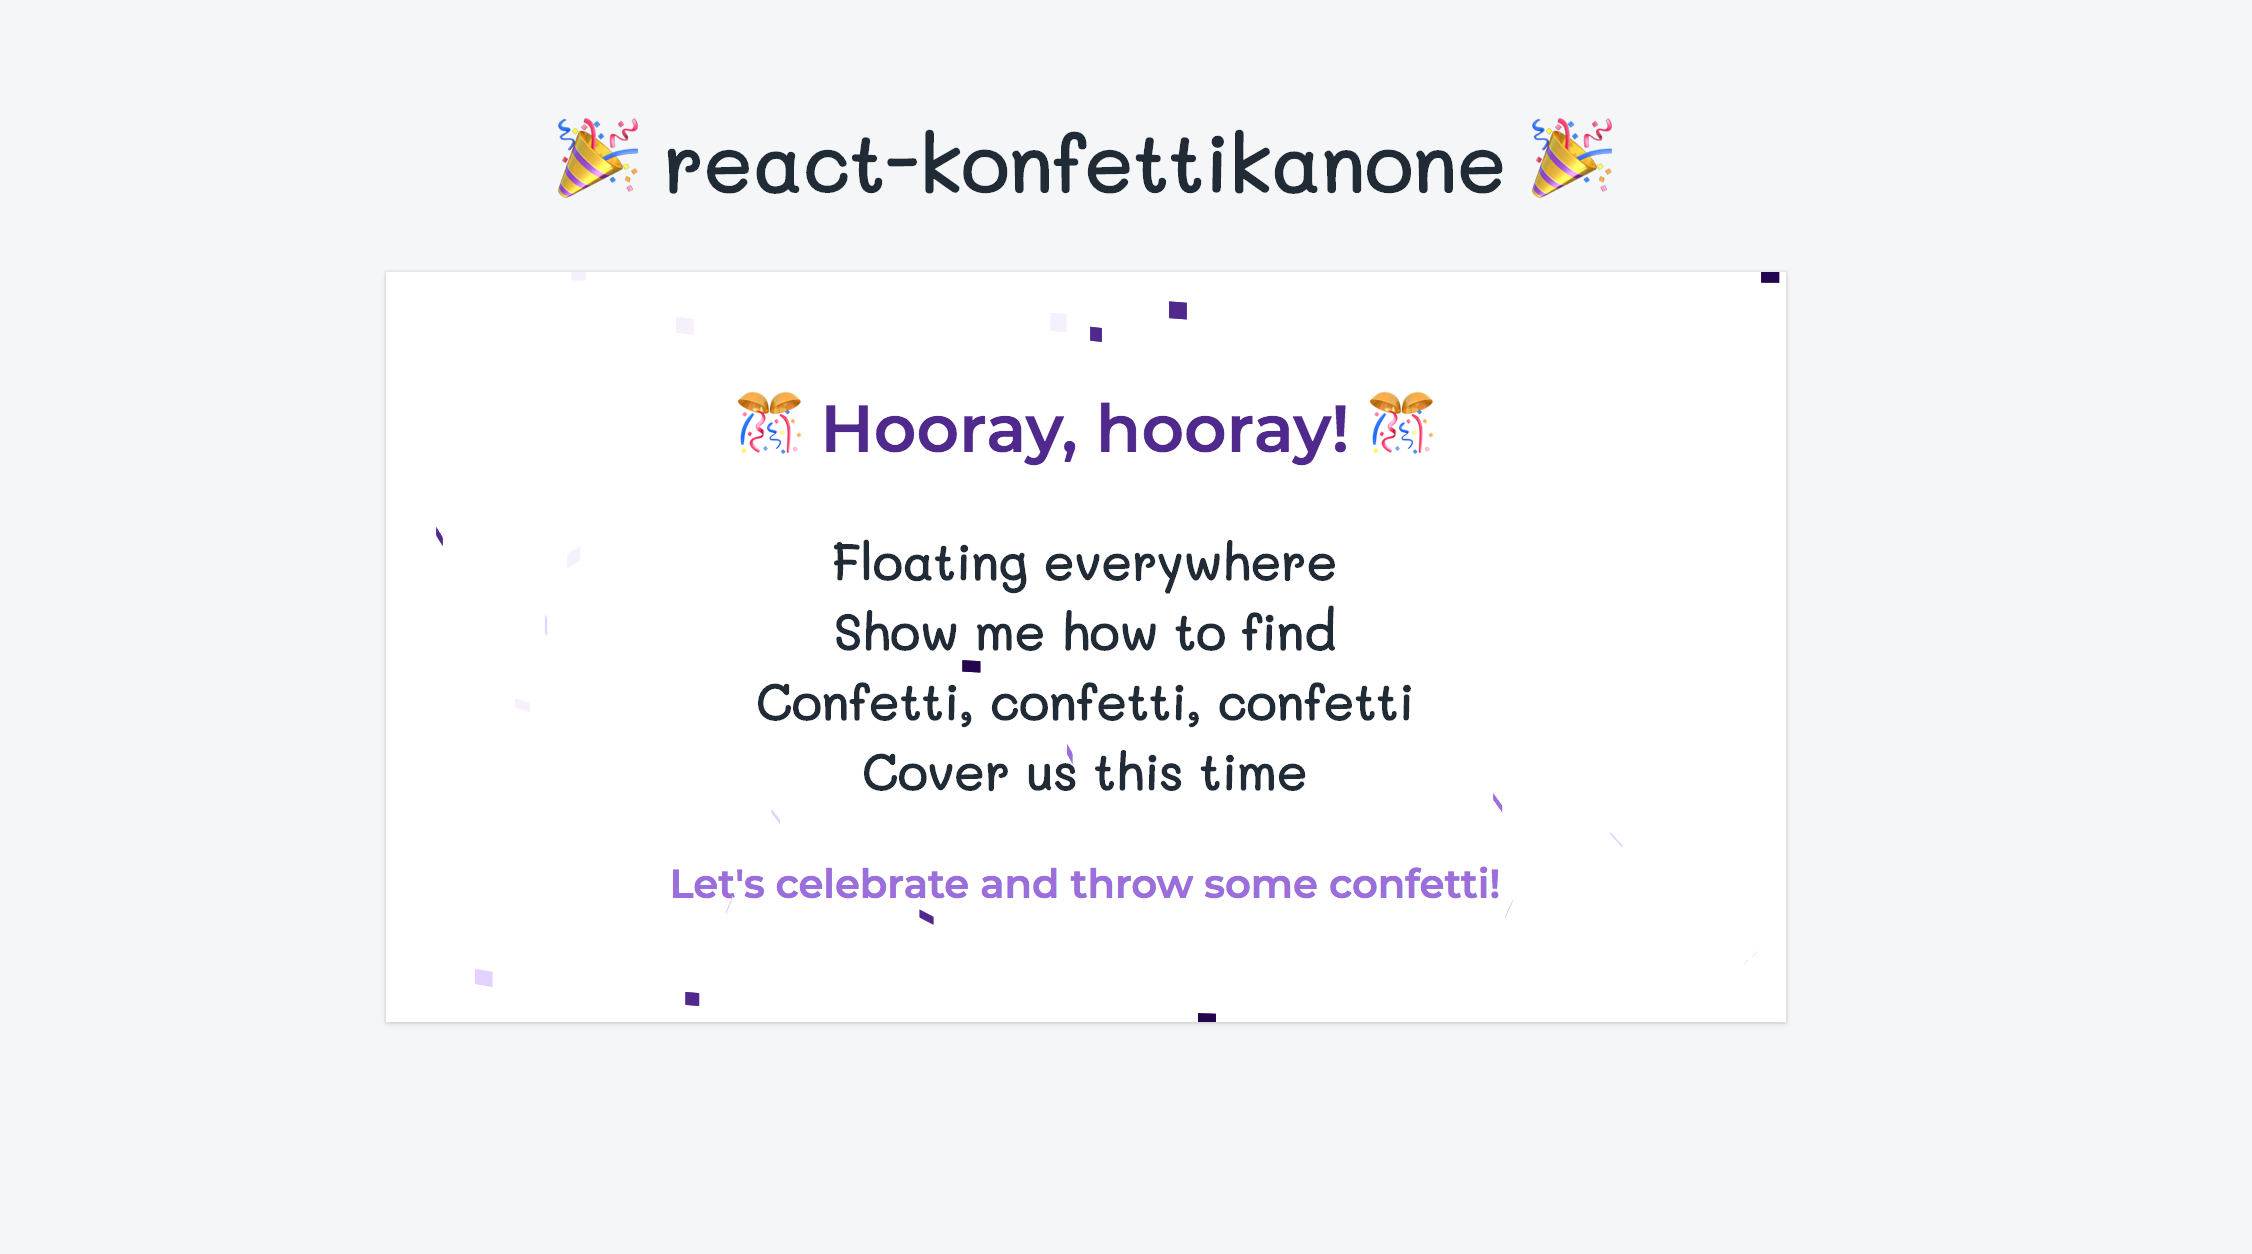 🎉 react-konfettikanone 🎉
🎊 Hooray, hooray! 🎊
Floating everywhere
Show me how to find
Confetti, confetti, confetti
Cover us this time
Let's celebrate and throw some confetti!